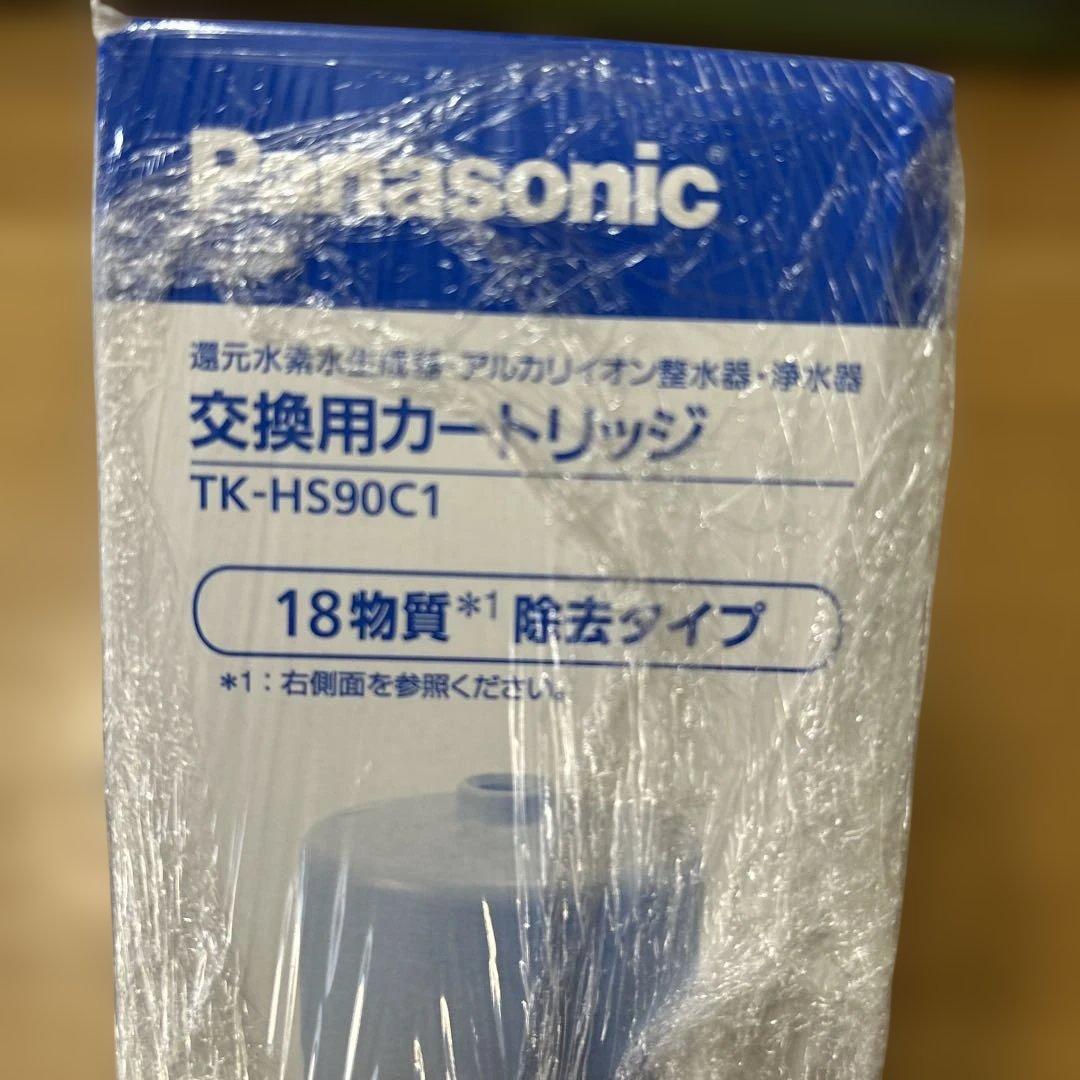 Panasonic
還元水素水生成器・アルカリイオン整水器・浄水器
交換用カートリッジ
TK-HS90C1
18物質*1 除去タイプ
*1：右側面を参照ください。